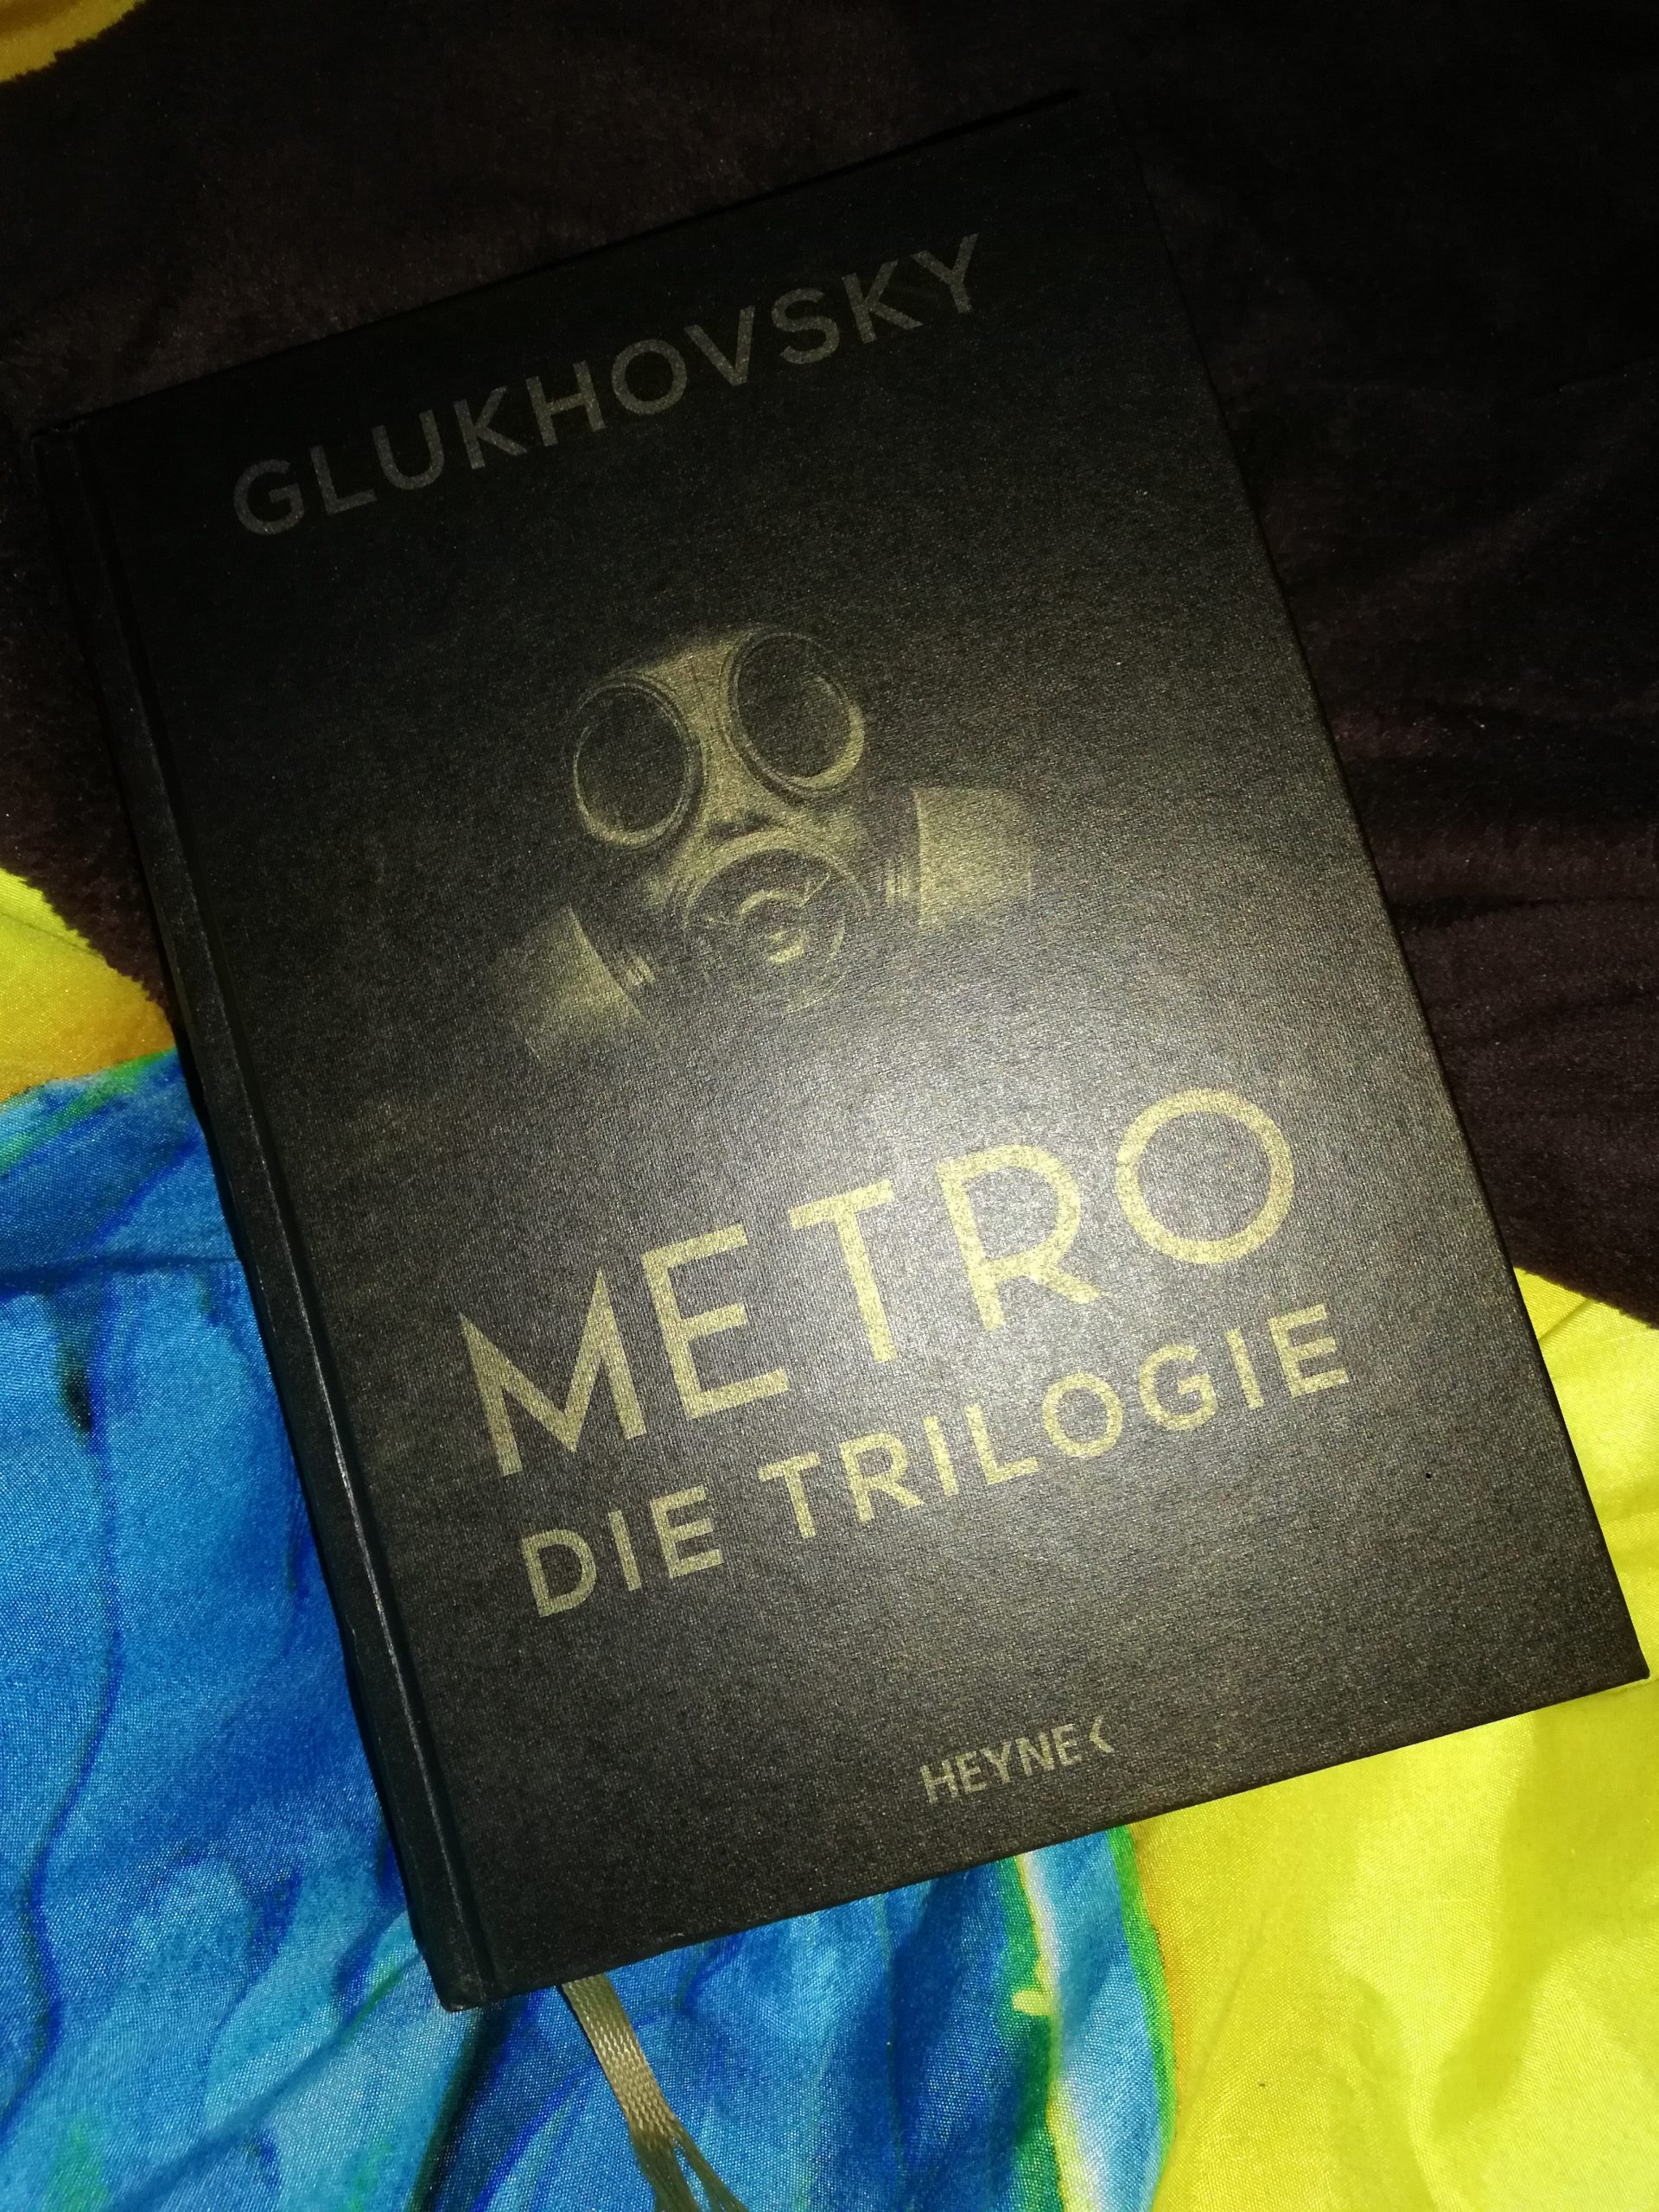 GLUKHOVSKY
METRO
DIE TRILOGIE
HEYNE